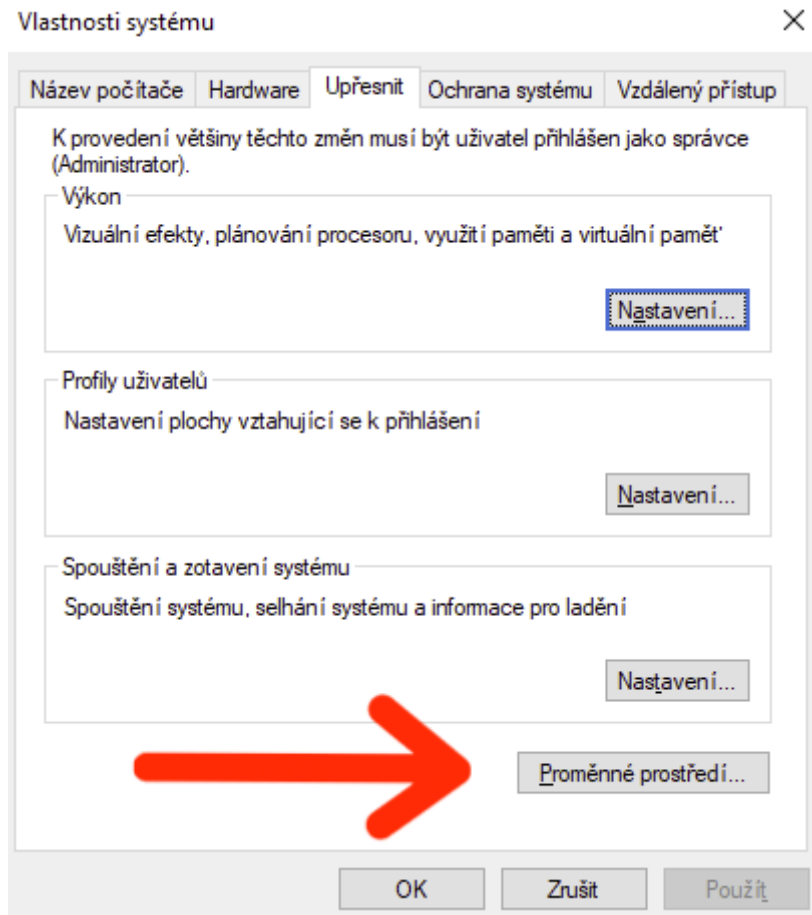 Vlastnosti systému
Název počítače Hardware Upřesnit Ochrana systému Vzdálený přístup
K provedení většiny těchto změn musí být uživatel přihlášen jako správce
(Administrator).
Výkon
Vizuální efekty, plánování procesoru, využití paměti a virtuální paměť
Nastavení...
Profily uživatelů
Nastavení plochy vztahující se k přihlášení
Nastavení...
Spouštění a zotavení systému
Spouštění systému, selhání systému a informace pro ladění
Nastavení...
Proměnné prostředí...
OK Zrušit Použít